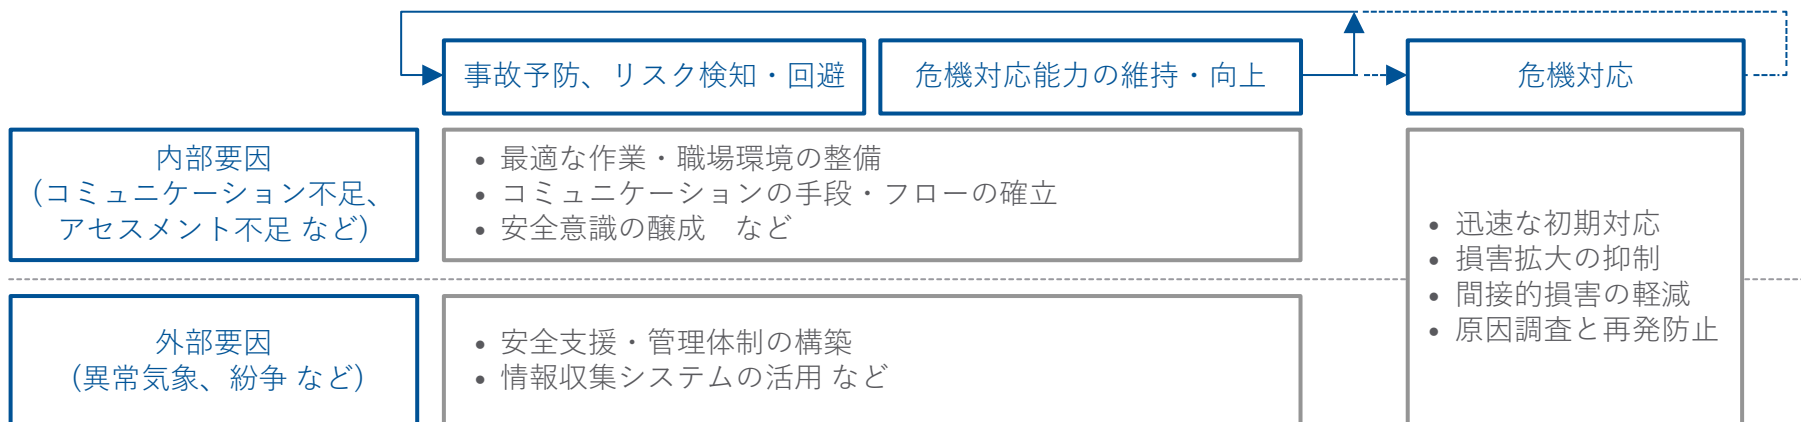 事故予防、リスク検知・回避
危機対応能力の維持・向上
危機対応
内部要因
(コミュニケーション不足、
アセスメント不足 など)
• 最適な作業・職場環境の整備
• コミュニケーションの手段・フローの確立
• 安全意識の醸成　など
外部要因
(異常気象、紛争 など)
• 安全支援・管理体制の構築
• 情報収集システムの活用 など
• 迅速な初期対応
• 損害拡大の抑制
• 間接的損害の軽減
• 原因調査と再発防止